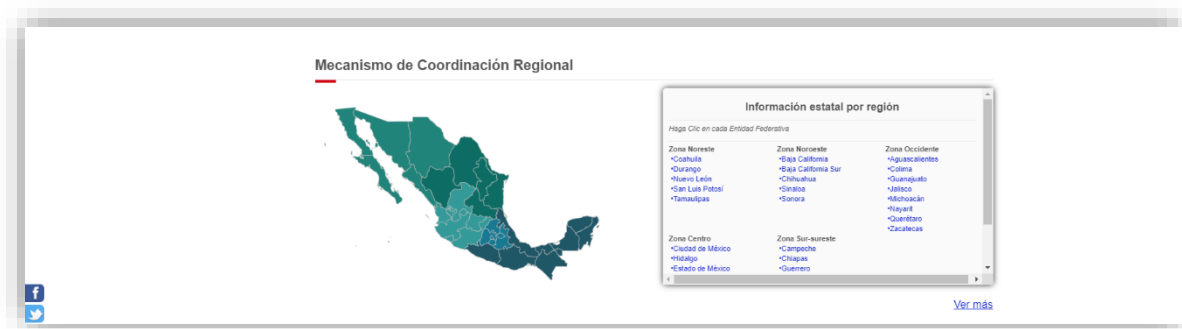 Mecanismo de Coordinación Regional
Información estatal por región
Haga Clic en cada Entidad Federativa
Zona Noreste
•Coahuila
•Durango
•Nuevo León
•San Luis Potosí
•Tamaulipas
Zona Noroeste
•Baja California
•Baja California Sur
•Chihuahua
•Sinaloa
•Sonora
Zona Occidente
•Aguascalientes
•Colima
•Guanajuato
•Jalisco
•Michoacán
•Nayarit
•Querétaro
•Zacatecas
Zona Centro
•Ciudad de México
•Hidalgo
•Estado de México
Zona Sur-sureste
•Campeche
•Chiapas
•Guerrero
Ver más